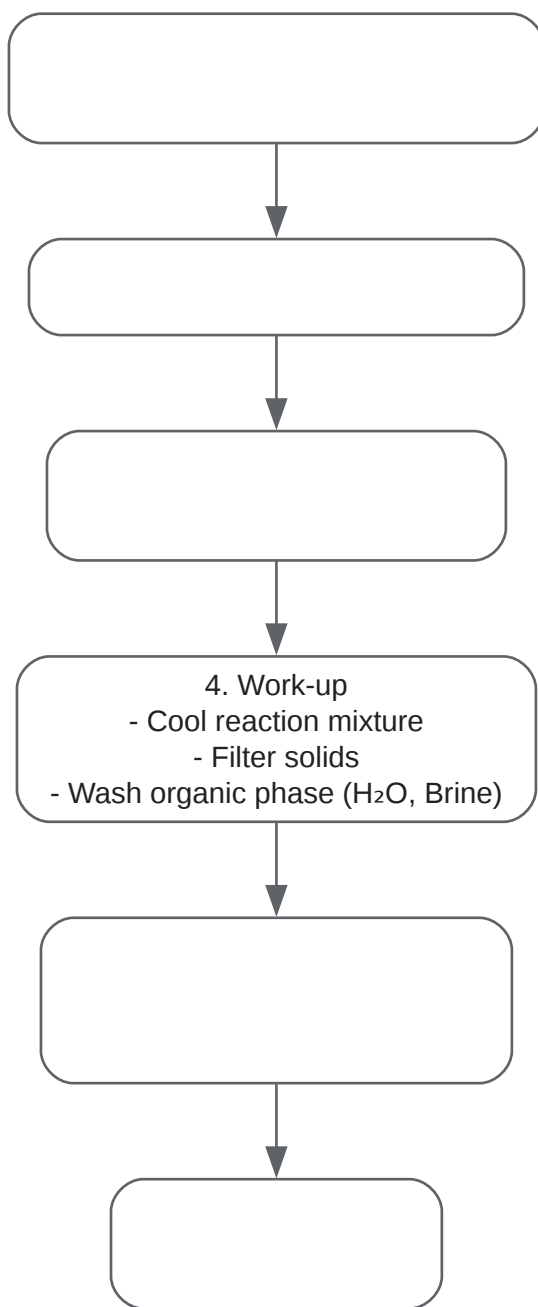 4. Work-up
- Cool reaction mixture
- Filter solids
- Wash organic phase (H₂O, Brine)